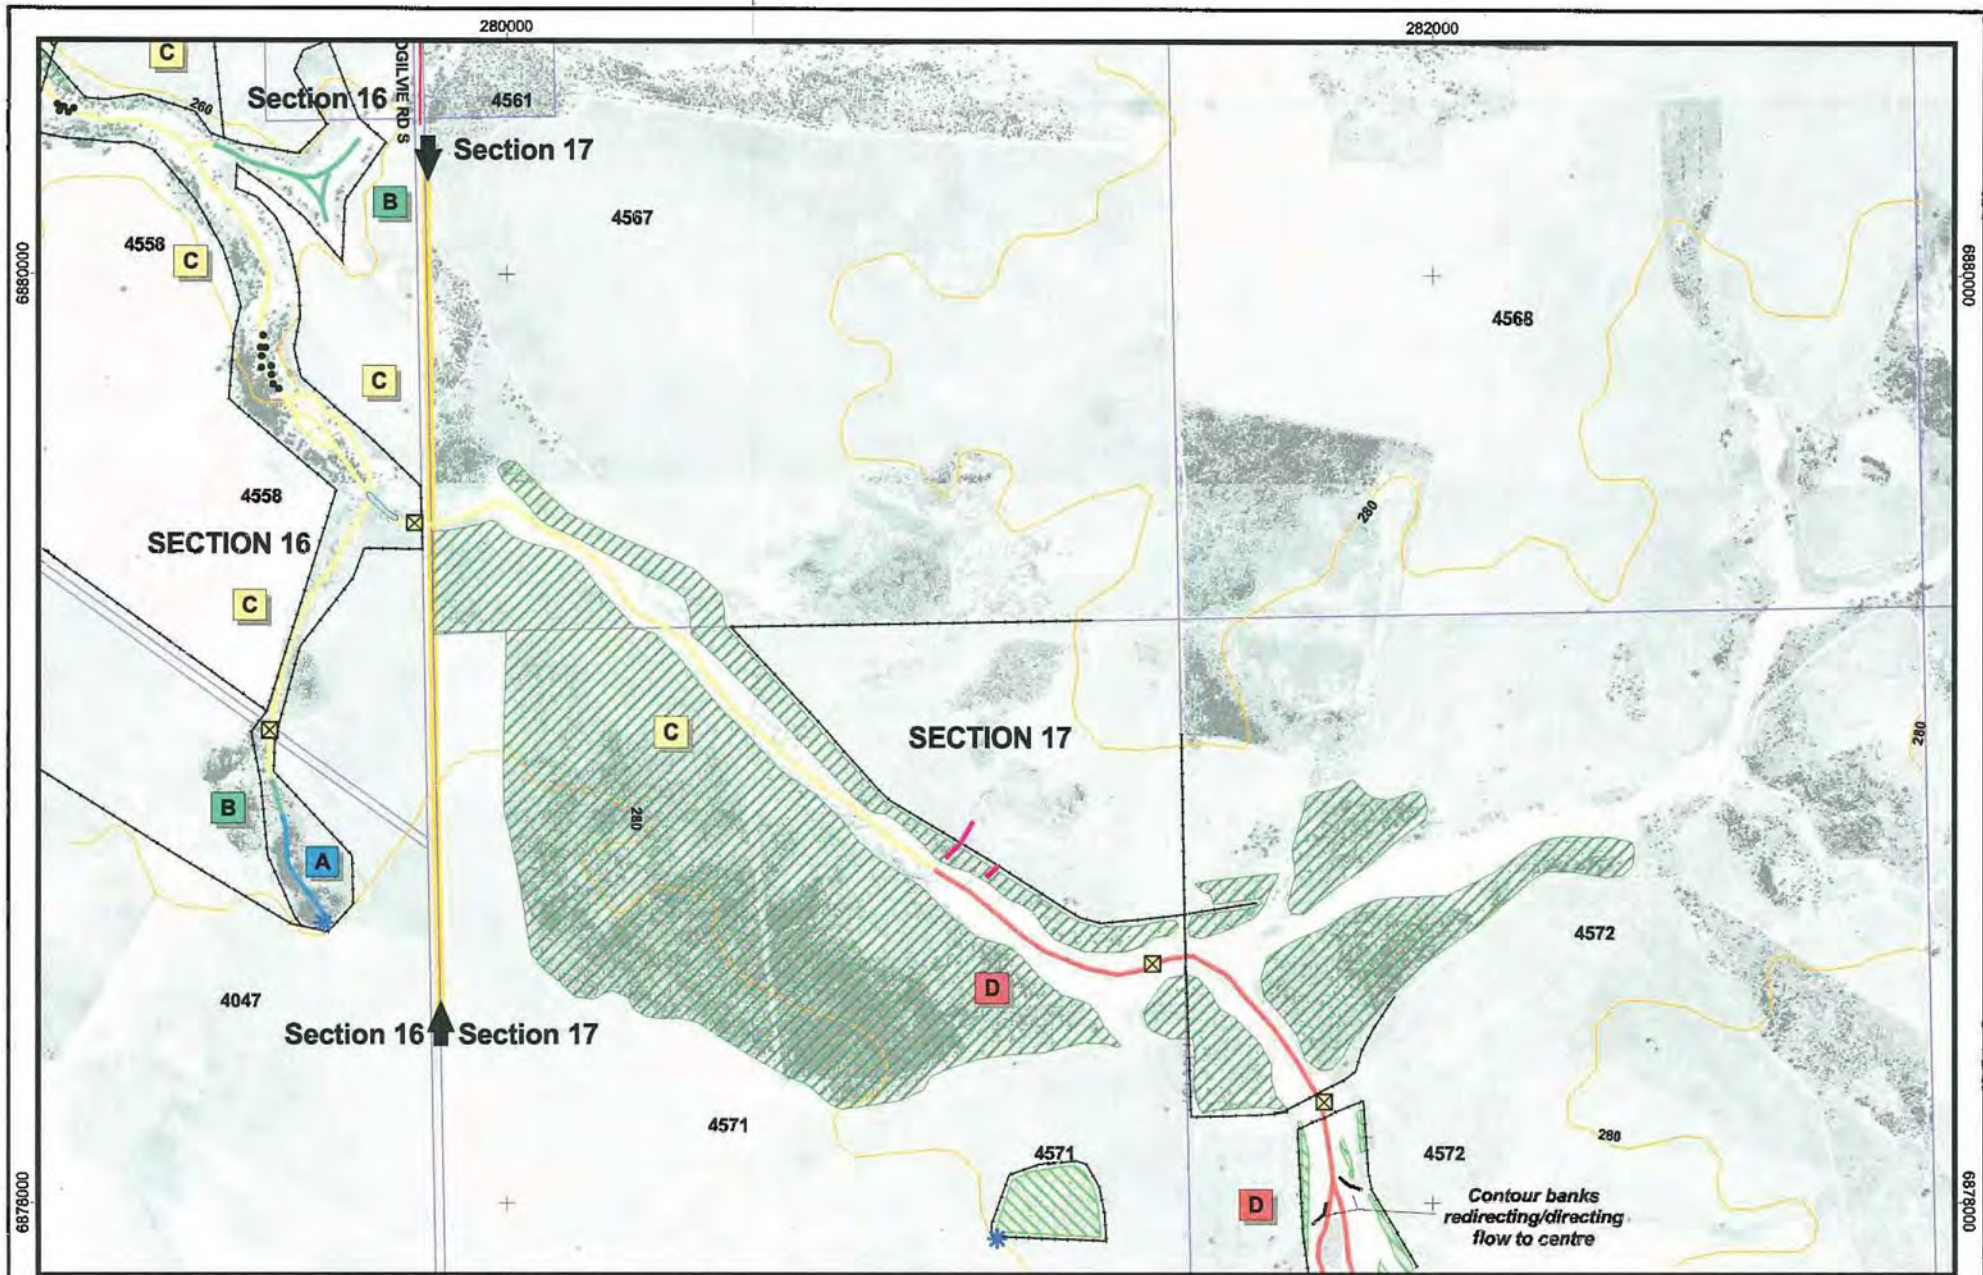 280000
282000
C
260
Section 16
OGILVIE RD S
4561
Section 17
B
4567
4558
C
6880000
6880000
4568
C
4558
280
SECTION 16
C
C
SECTION 17
280
280
B
A
4572
D
4047
Section 16
Section 17
4571
4571
4572
280
D
Contour banks
redirecting/directing
flow to centre
6878000
6878000